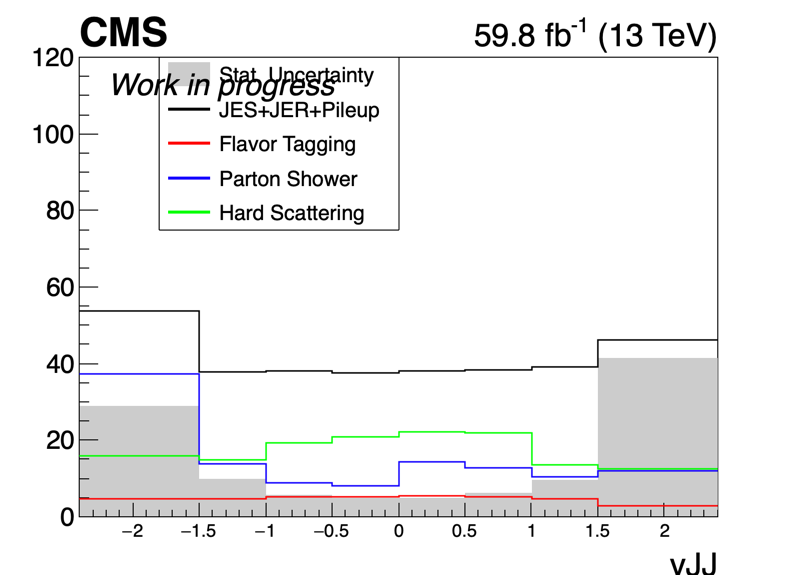 CMS 59.8 fb-1 (13 TeV)
Work in progress
Stat. Uncertainty
JES+JER+Pileup
Flavor Tagging
Parton Shower
Hard Scattering
120
100
80
60
40
20
0
−2 −1.5 −1 −0.5 0 0.5 1 1.5 2
yJJ